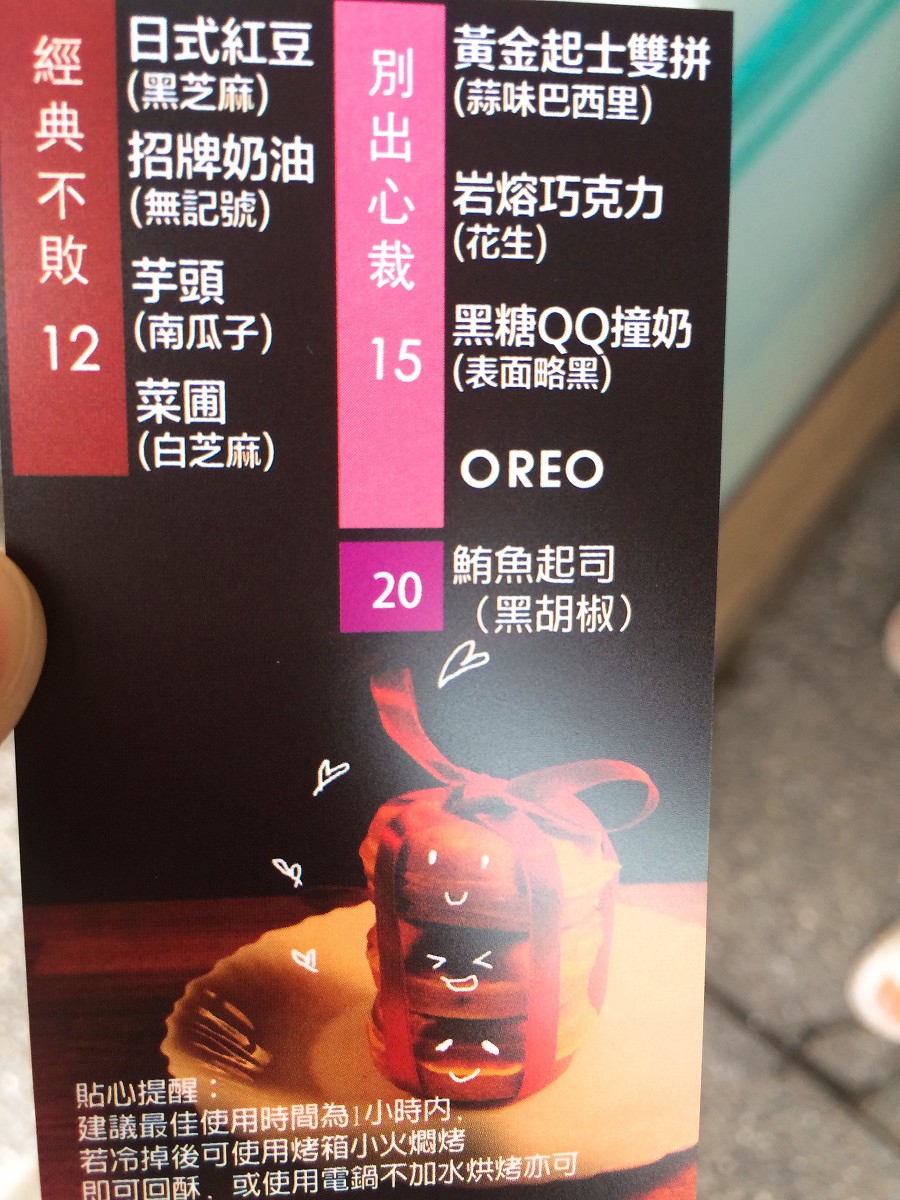 經典不敗 12
日式紅豆
(黑芝麻)
招牌奶油
(無記號)
芋頭
(南瓜子)
菜圃
(白芝麻)
別出心裁 15
黃金起士雙拼
(蒜味巴西里)
岩熔巧克力
(花生)
黑糖QQ撞奶
(表面略黑)
OREO
20
鮪魚起司
（黑胡椒）
貼心提醒：
建議最佳使用時間為1小時內，
若冷掉後可使用烤箱小火燜烤
即可回酥，或使用電鍋不加水烘烤亦可